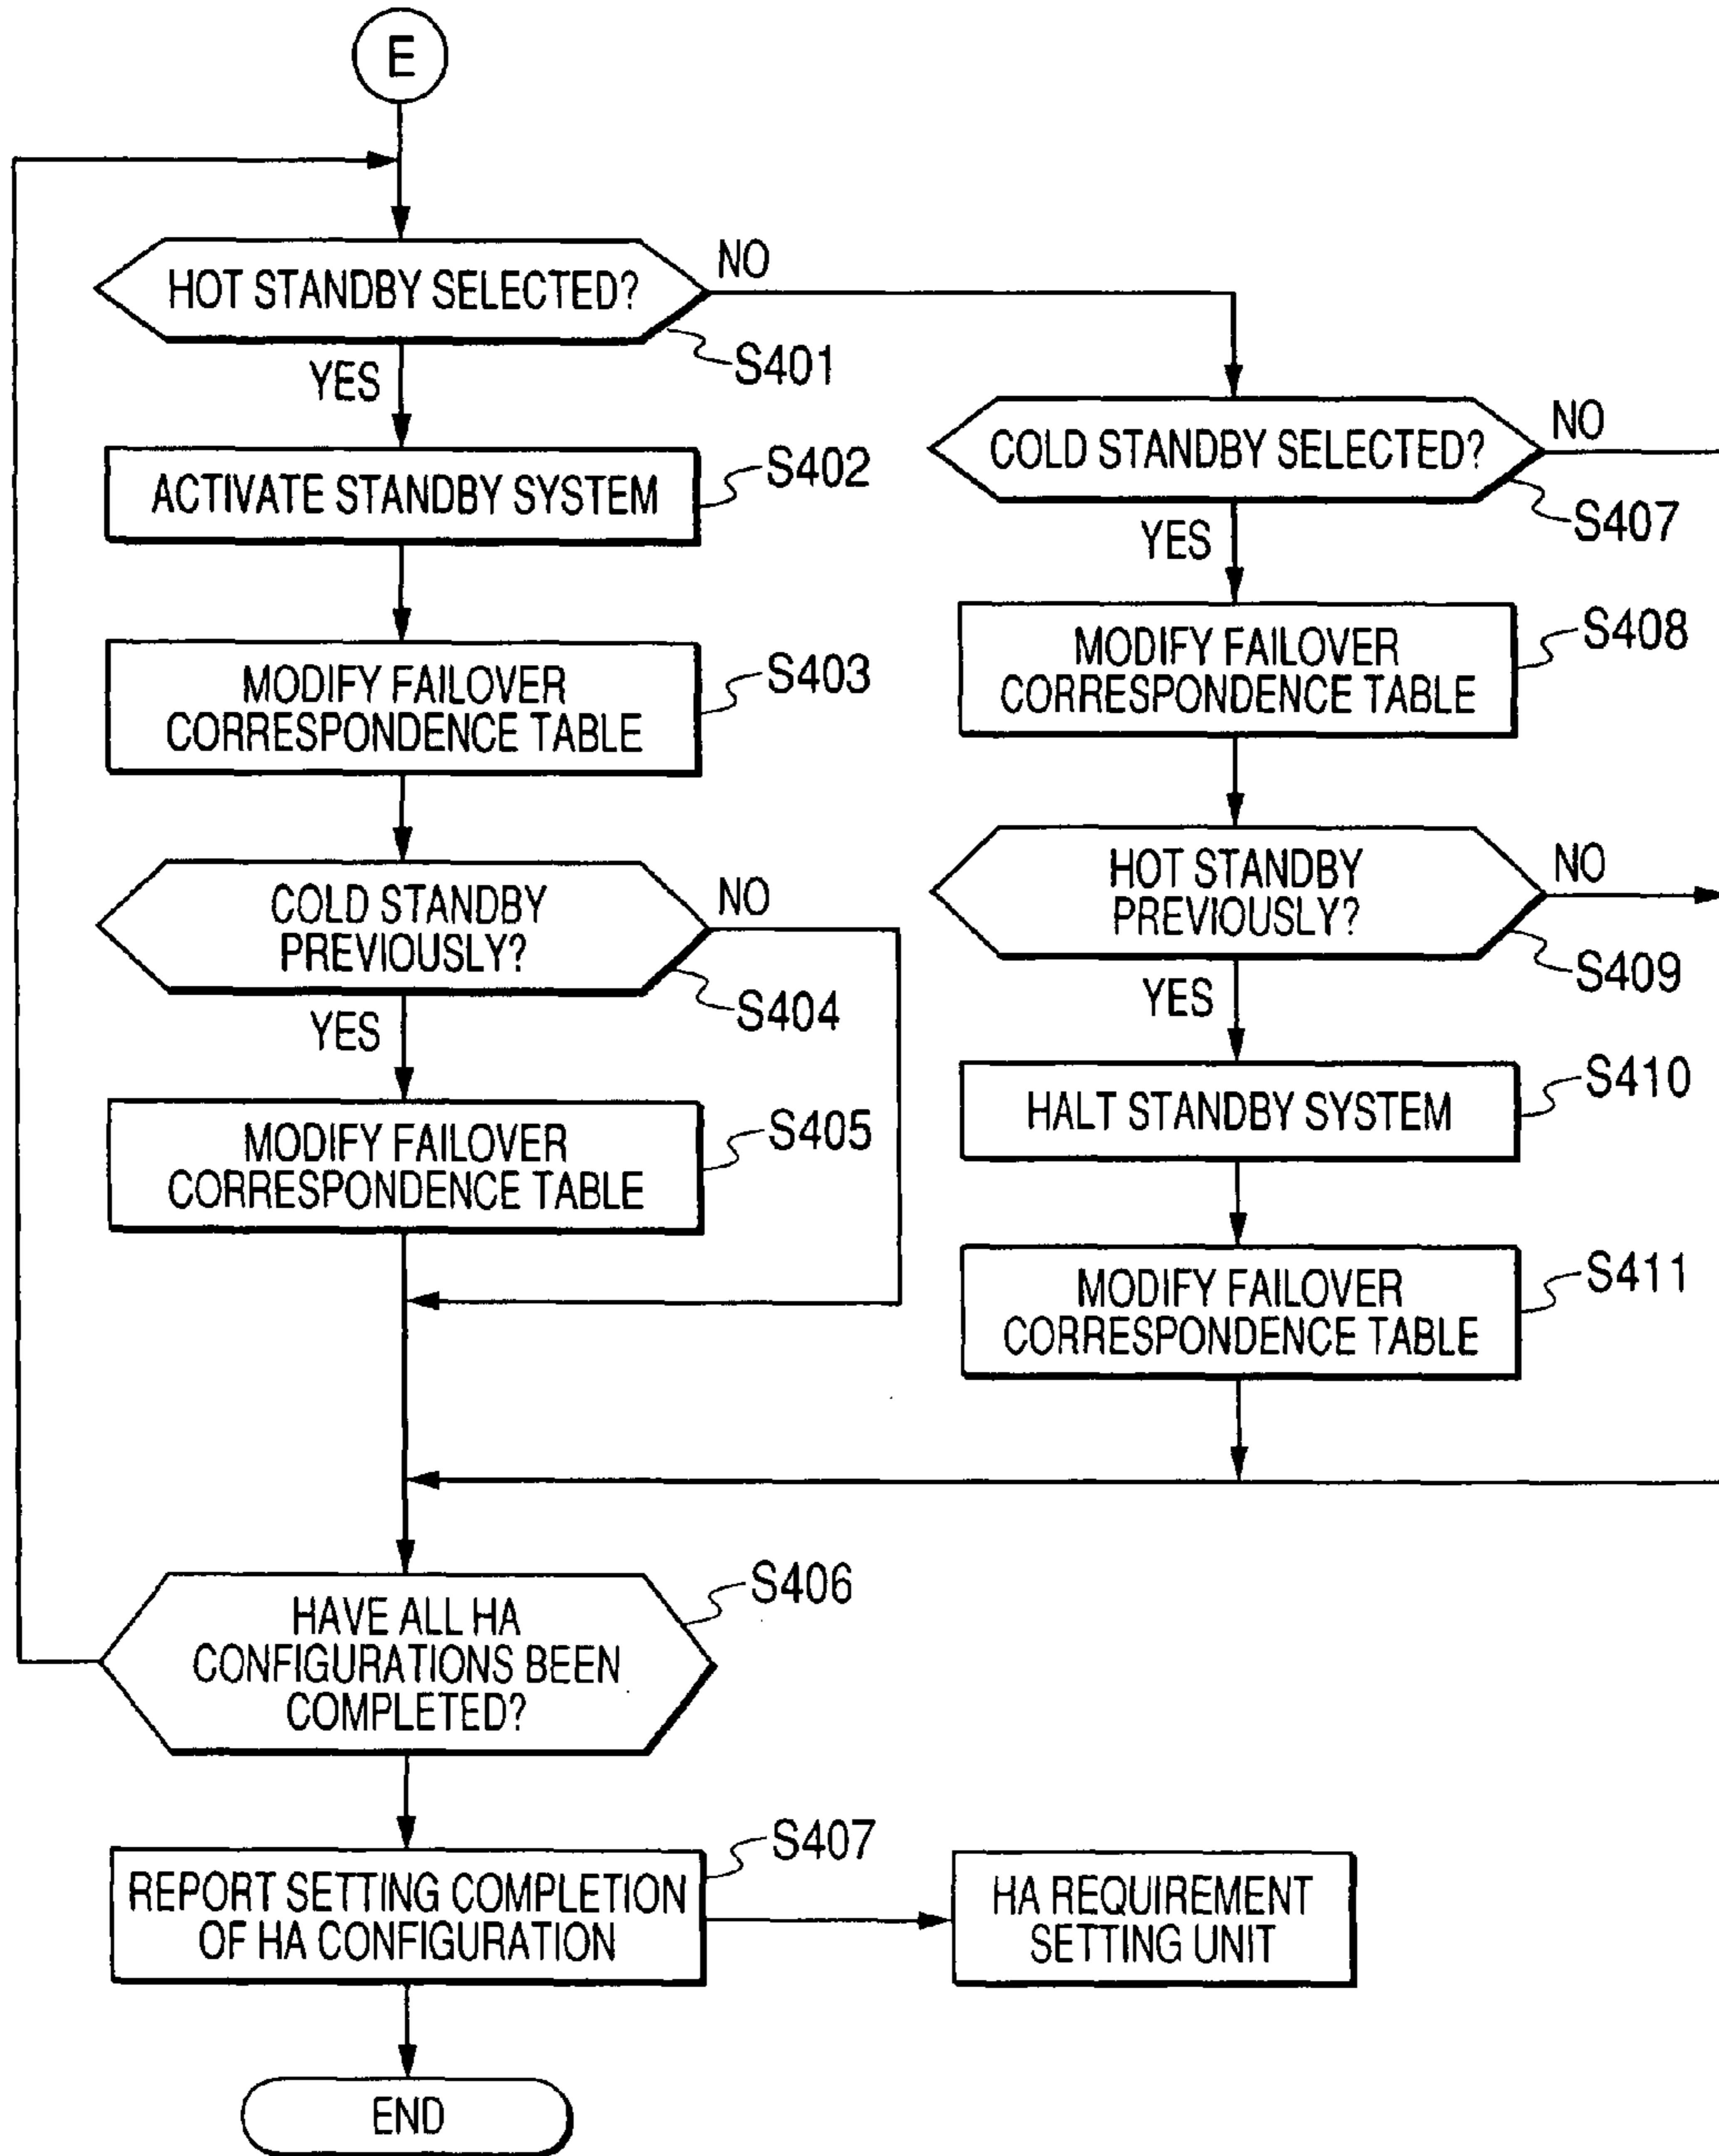 E
HOT STANDBY SELECTED?
NO
YES
S401
ACTIVATE STANDBY SYSTEM
S402
MODIFY FAILOVER
CORRESPONDENCE TABLE
S403
COLD STANDBY
PREVIOUSLY?
NO
YES
S404
MODIFY FAILOVER
CORRESPONDENCE TABLE
S405
COLD STANDBY SELECTED?
NO
YES
S407
MODIFY FAILOVER
CORRESPONDENCE TABLE
S408
HOT STANDBY
PREVIOUSLY?
NO
YES
S409
HALT STANDBY SYSTEM
S410
MODIFY FAILOVER
CORRESPONDENCE TABLE
S411
HAVE ALL HA
CONFIGURATIONS BEEN
COMPLETED?
S406
REPORT SETTING COMPLETION
OF HA CONFIGURATION
S407
HA REQUIREMENT
SETTING UNIT
END